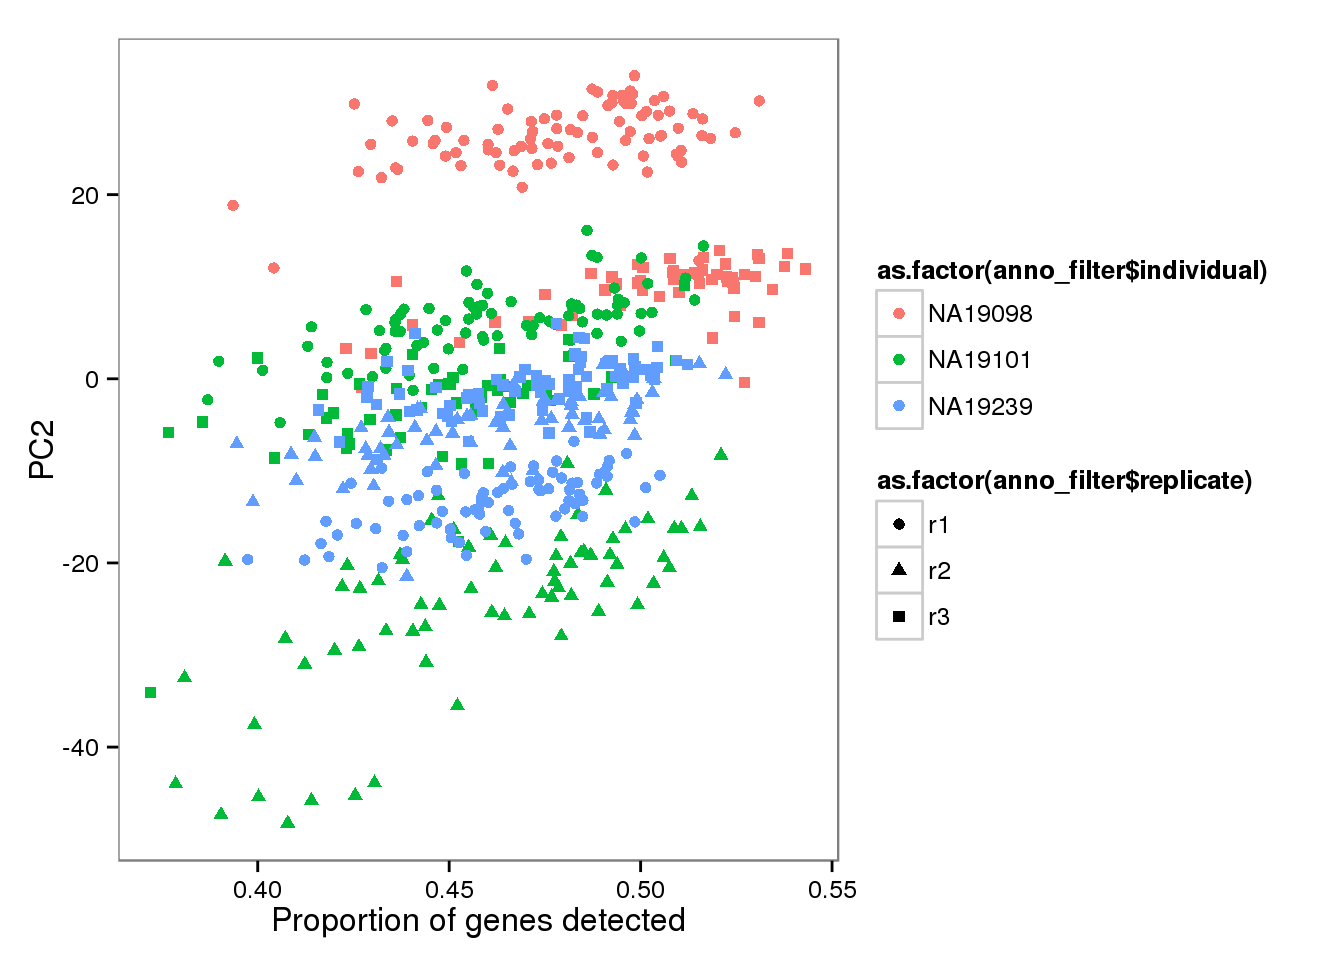 20
0
-20
-40
PC2
0.40
0.45
0.50
0.55
Proportion of genes detected
as.factor(anno_filter$individual)
NA19098
NA19101
NA19239
as.factor(anno_filter$replicate)
r1
r2
r3